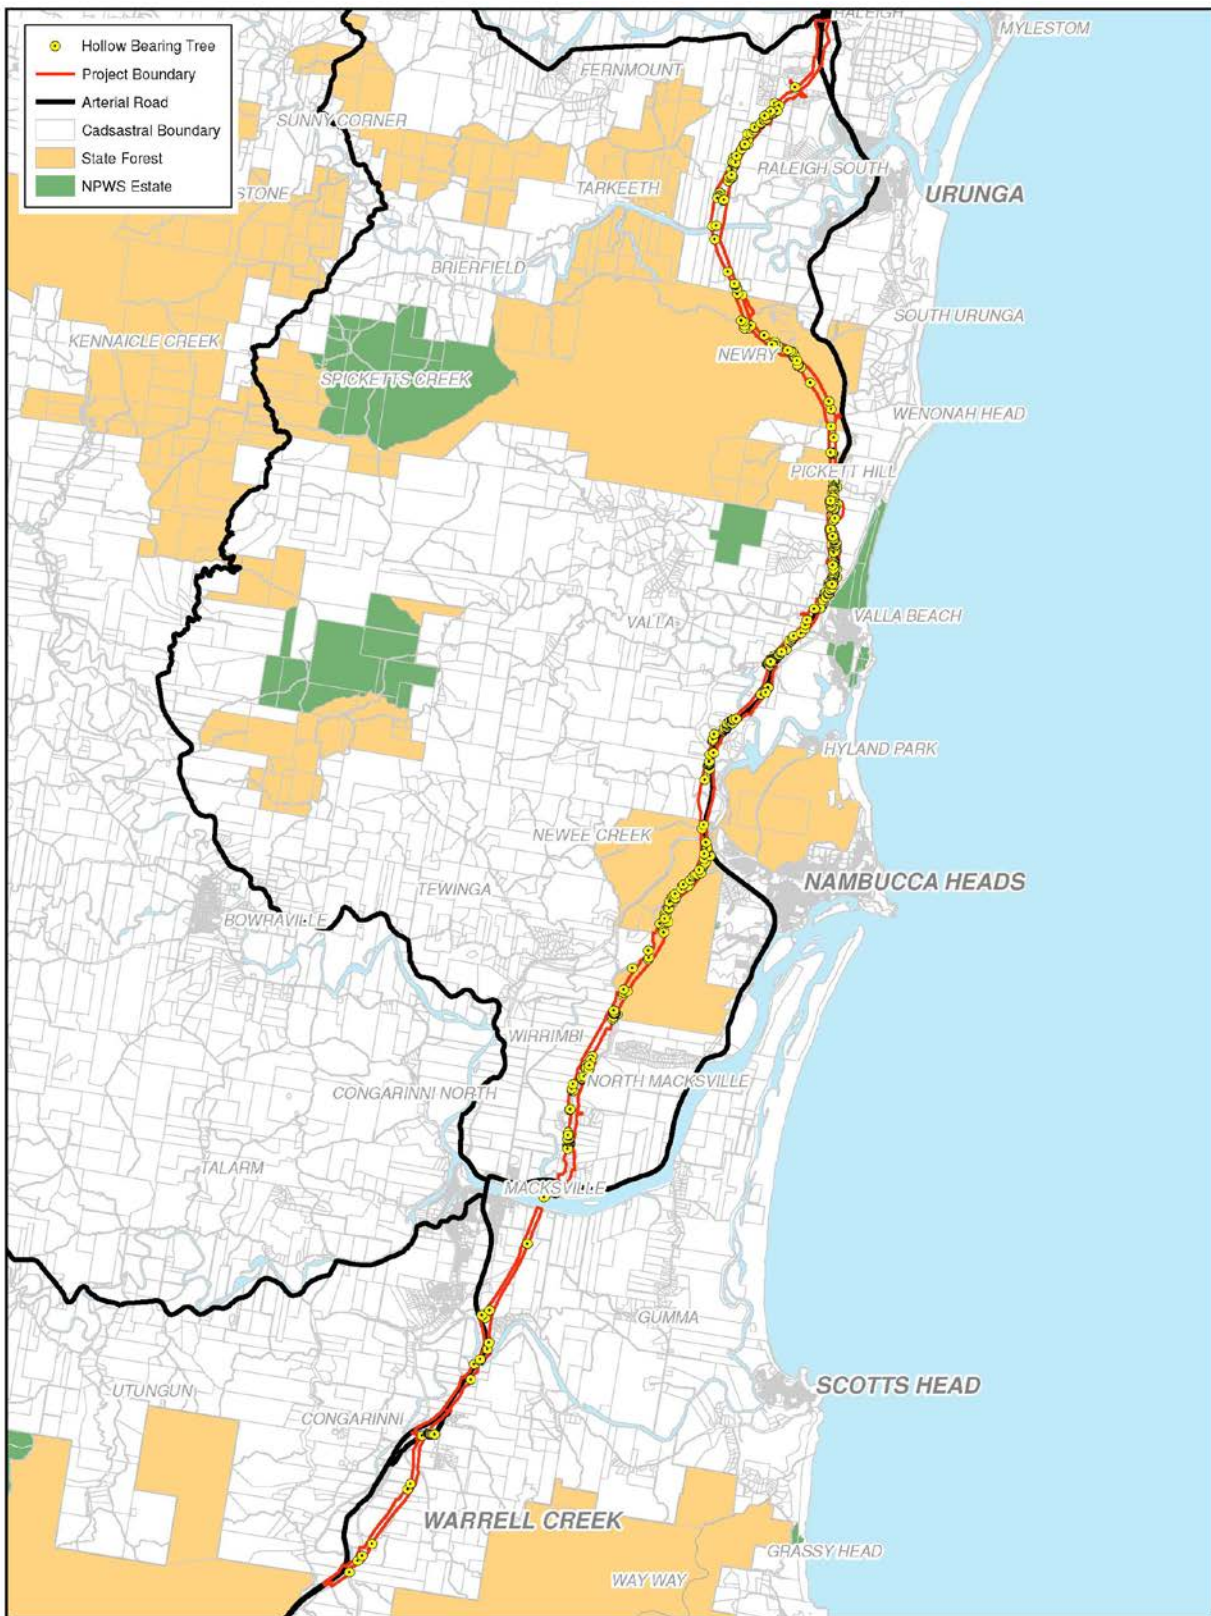 RALEIGH
MYLESTOM
Hollow Bearing Tree
Project Boundary
Arterial Road
Cadsastral Boundary
State Forest
NPWS Estate
FERNMOUNT
SUNNY CORNER
RALEIGH SOUTH
STONE
TARKEETH
URUNGA
BRIERFIELD
SOUTH URUNGA
KENNAICLE CREEK
NEWRY
SPICKETTS CREEK
WENONAH HEAD
PICKETT HILL
VALLA
VALLA BEACH
HYLAND PARK
NEWEE CREEK
NAMBUCCA HEADS
TEWINGA
BOWRAVILLE
WIRRIMBI
NORTH MACKSVILLE
CONGARINNI NORTH
TALARM
MACKSVILLE
GUMMA
SCOTTS HEAD
UTUNGUN
CONGARINNI
WARRELL CREEK
GRASSY HEAD
WAY WAY